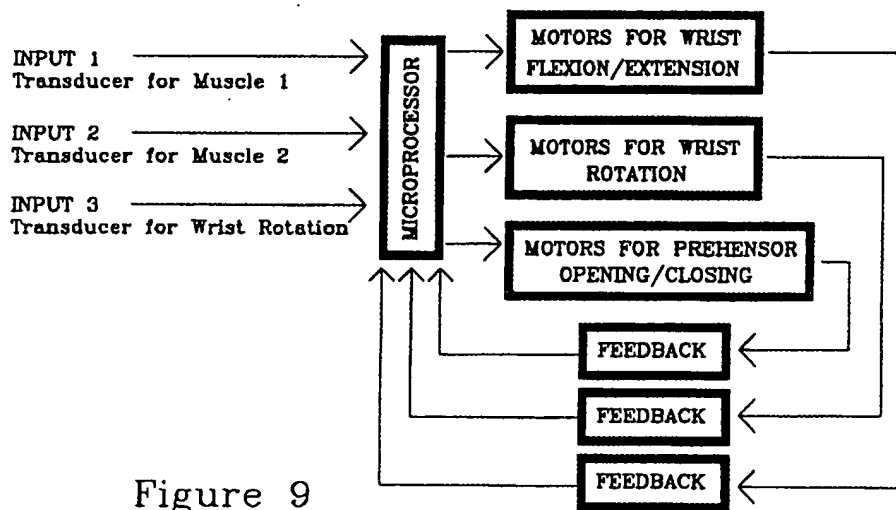 INPUT 1
Transducer for Muscle 1
INPUT 2
Transducer for Muscle 2
INPUT 3
Transducer for Wrist Rotation
MICROPROCESSOR
MOTORS FOR WRIST
FLEXION/EXTENSION
MOTORS FOR WRIST
ROTATION
MOTORS FOR PREHENSOR
OPENING/CLOSING
FEEDBACK
FEEDBACK
FEEDBACK
Figure 9